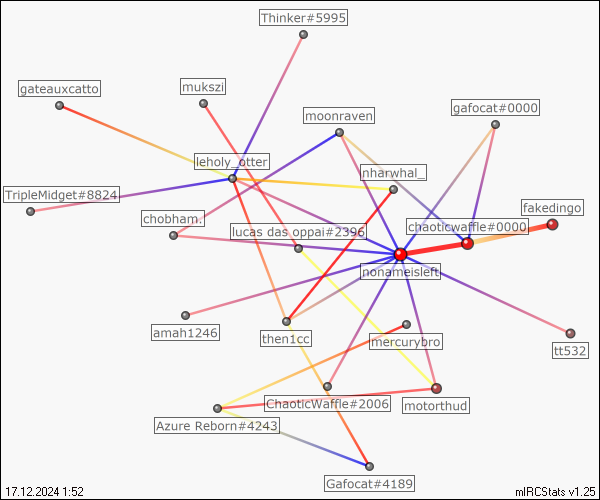 Thinker#5995
gateauxcatto
mukszi
moonraven
gafocat#0000
leholy_otter
nharwhal_
TripleMidget#8824
chobham.
fakedingo
chaoticwaffle#0000
lucas das oppai#2396
nonameisleft
amah1246
then1cc
mercurybro
tt532
ChaoticWaffle#2006
motorthud
Azure Reborn#4243
Gafocat#4189
17.12.2024 1:52
mIRCStats v1.25